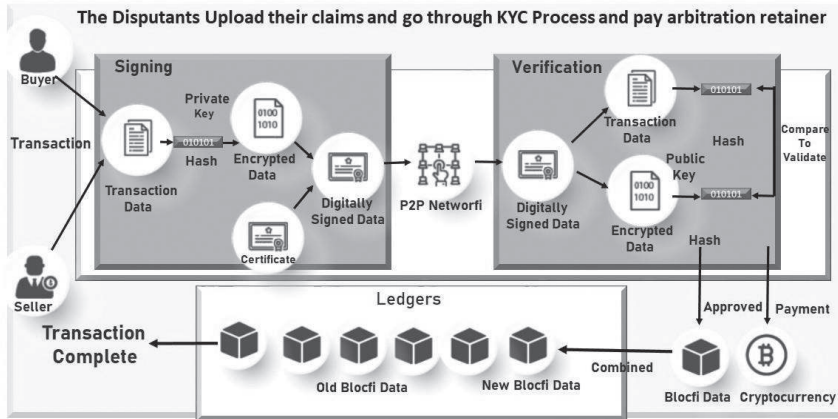 The Disputants Upload their claims and go through KYC Process and pay arbitration retainer
Buyer
Transaction
Seller
Signing
Transaction
Data
010101
Hash
Private
Key
0100
1010
Encrypted
Data
Certificate
Digitally
Signed Data
P2P Networfi
Verification
Digitally
Signed Data
Transaction
Data
010101
Hash
Public
Key
0100
1010
Encrypted
Data
010101
Hash
Compare
To
Validate
Approved
Payment
Blocfi Data
Cryptocurrency
Combined
Ledgers
New Blocfi Data
Old Blocfi Data
Transaction
Complete